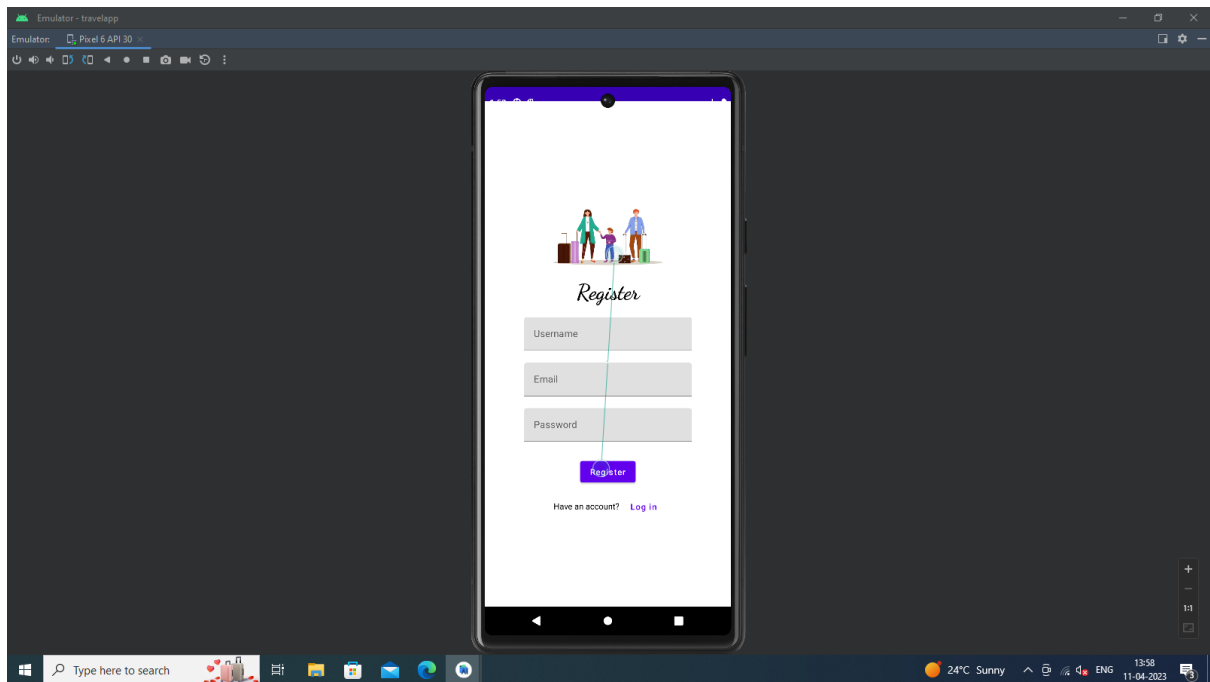 Emulator - travelapp
Emulator: Pixel 6 API 30
Register
Username
Email
Password
Register
Have an account? Log in
1:1
Type here to search
24°C Sunny
ENG
13:58
11-04-2023
3